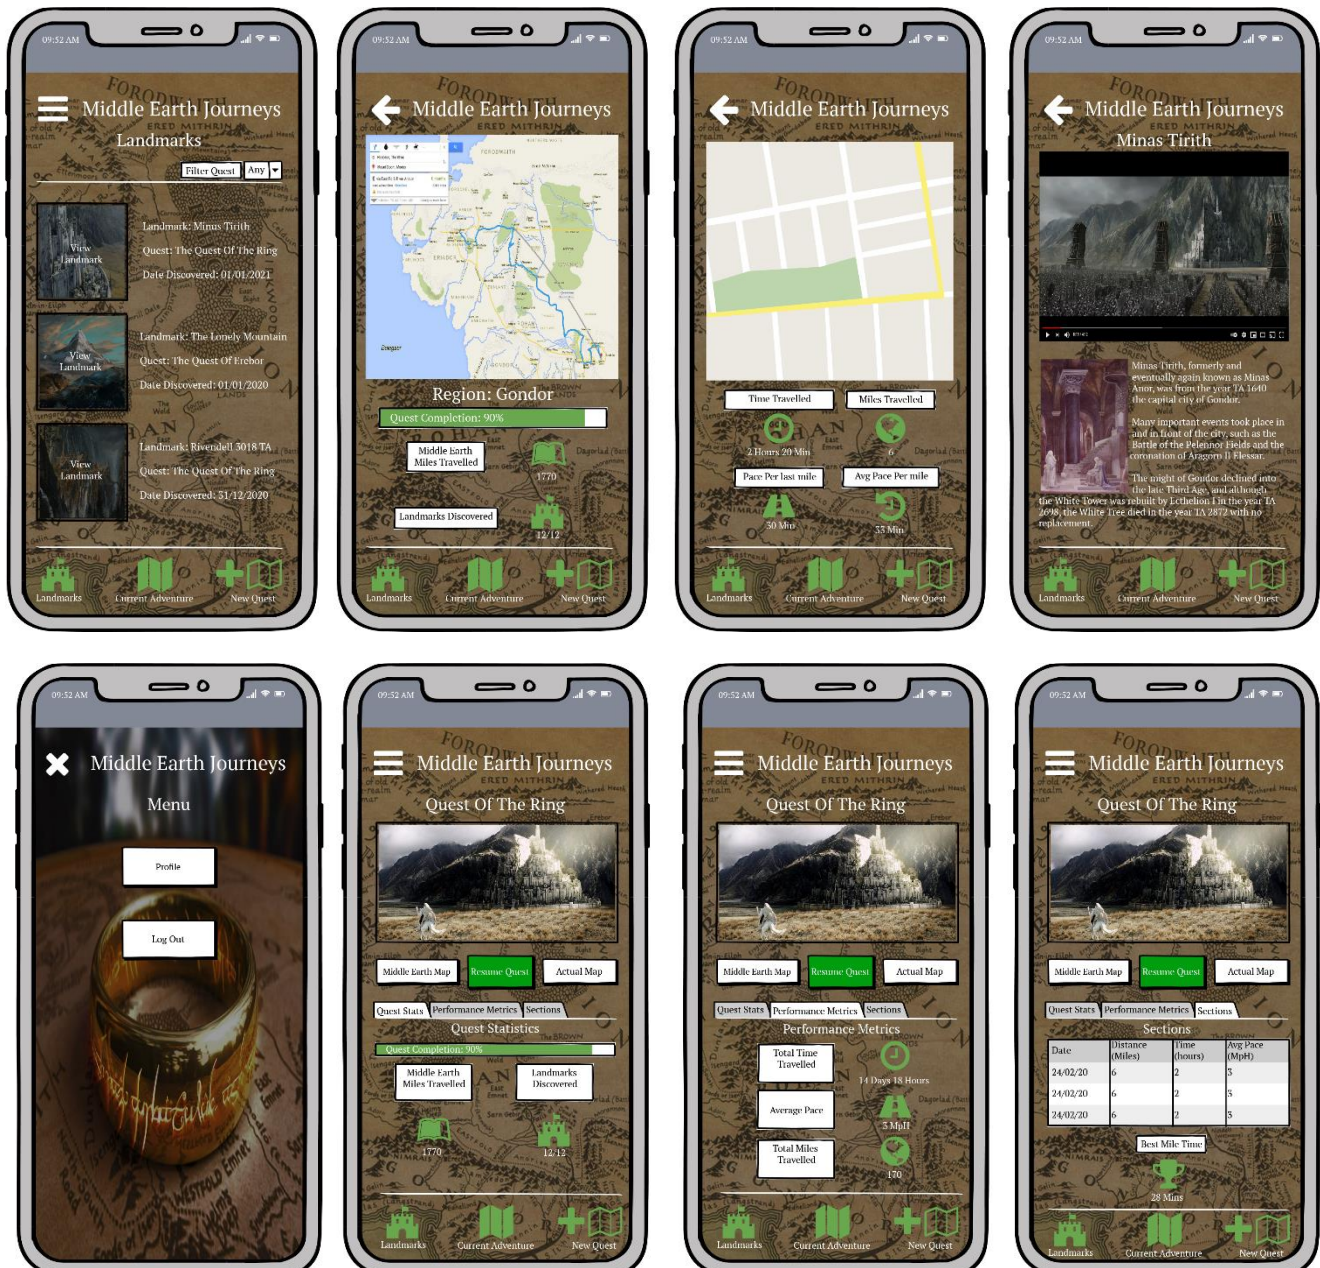 09:52 AM
Middle Earth Journeys
Landmarks
Filter Quest
Any
View
Landmark
Landmark: Minus Tirith
Quest: The Quest Of The Ring
Date Discovered: 01/01/2021
View
Landmark
Landmark: The Lonely Mountain
Quest: The Quest Of Erebor
Date Discovered: 01/01/2020
View
Landmark
Landmark: Rivendell 3018 TA
Quest: The Quest Of The Ring
Date Discovered: 31/12/2020
Landmarks
Current Adventure
New Quest
09:52 AM
Middle Earth Journeys
Region: Gondor
Quest Completion: 90%
Middle Earth
Miles Travelled
1770
Landmarks Discovered
12/12
Landmarks
Current Adventure
New Quest
09:52 AM
Middle Earth Journeys
Time Travelled
Miles Travelled
2 Hours 20 Min
6
Pace Per last mile
Avg Pace Per mile
30 Min
33 Min
Landmarks
Current Adventure
New Quest
09:52 AM
Middle Earth Journeys
Minas Tirith
Minas Tirith, formerly and
eventually again known as Minas
Anor, was from the year TA 1640
the capital city of Gondor.
Many important events took place in
and in front of the city, such as the
Battle of the Pelennor Fields and the
coronation of Aragorn II Elessar.
The might of Gondor declined into
the late Third Age, and although
the White Tower was rebuilt by Ecthelion I in the year TA
2698, the White Tree died in the year TA 2872 with no
replacement.
Landmarks
Current Adventure
New Quest
09:52 AM
Middle Earth Journeys
Menu
Profile
Log Out
WESTFOLD
09:52 AM
Middle Earth Journeys
Quest Of The Ring
Middle Earth Map
Resume Quest
Actual Map
Quest Stats
Performance Metrics
Sections
Quest Statistics
Quest Completion: 90%
Middle Earth
Miles Travelled
Landmarks
Discovered
1770
12/12
Landmarks
Current Adventure
New Quest
09:52 AM
Middle Earth Journeys
Quest Of The Ring
Middle Earth Map
Resume Quest
Actual Map
Quest Stats
Performance Metrics
Sections
Performance Metrics
Total Time
Travelled
14 Days 18 Hours
Average Pace
3 MpH
Total Miles
Travelled
170
Landmarks
Current Adventure
New Quest
09:52 AM
Middle Earth Journeys
Quest Of The Ring
Middle Earth Map
Resume Quest
Actual Map
Quest Stats
Performance Metrics
Sections
Sections
Date Distance (Miles) Time (hours) Avg Pace (MpH)
24/02/20 6 2 3
24/02/20 6 2 3
24/02/20 6 2 3
Best Mile Time
28 Mins
Landmarks
Current Adventure
New Quest